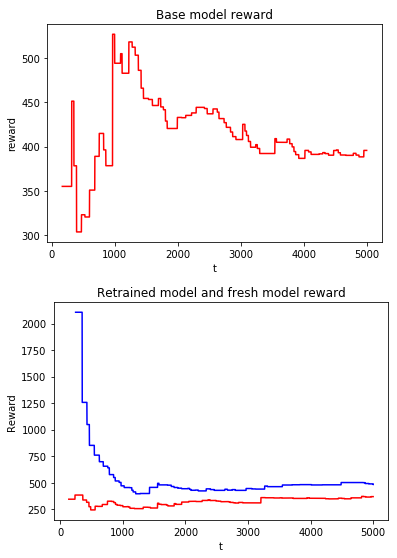 Base model reward
500
450
400
350
300
reward
0 1000 2000 3000 4000 5000
t
Retrained model and fresh model reward
2000
1750
1500
1250
1000
750
500
250
Reward
0 1000 2000 3000 4000 5000
t